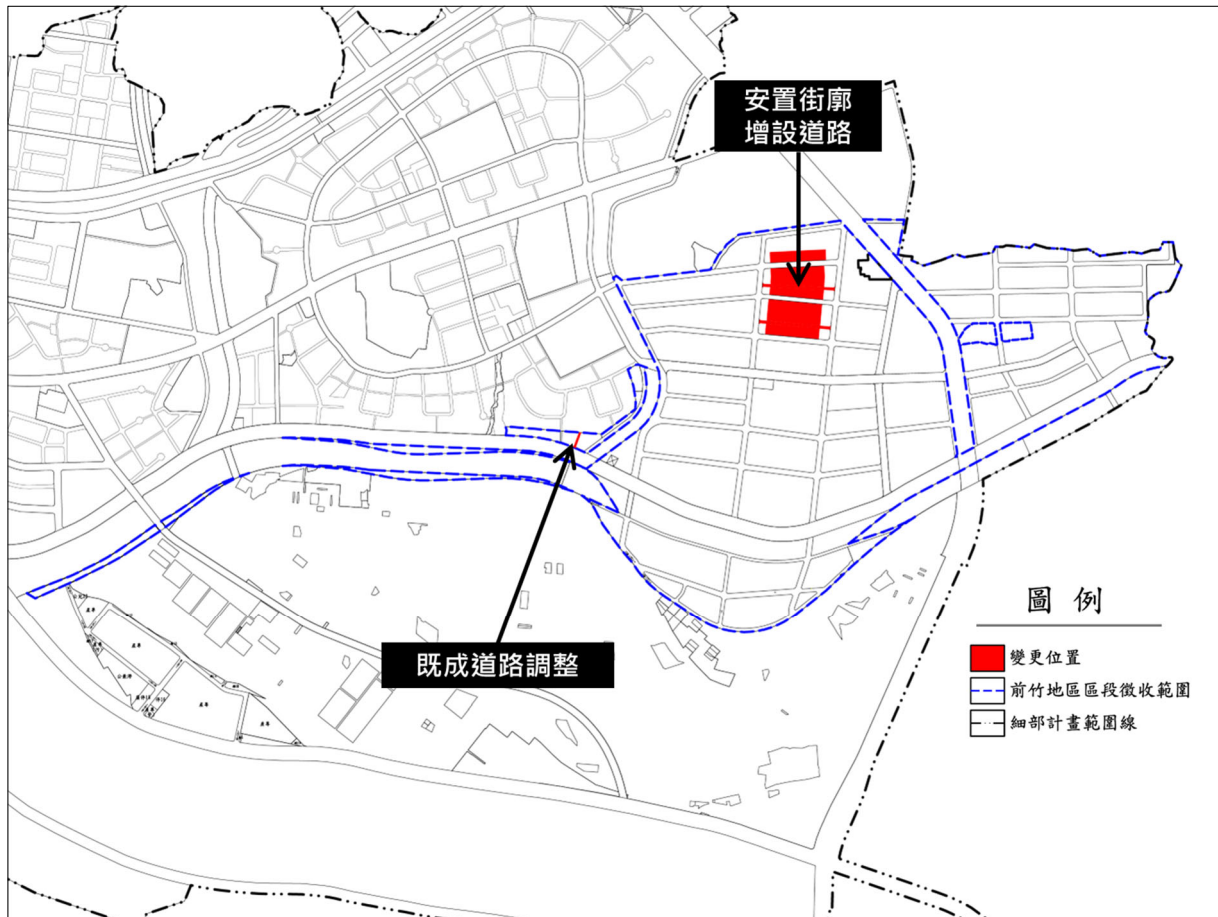 安置街廓
增設道路
既成道路調整
圖 例
變更位置
前竹地區區段徵收範圍
細部計畫範圍線